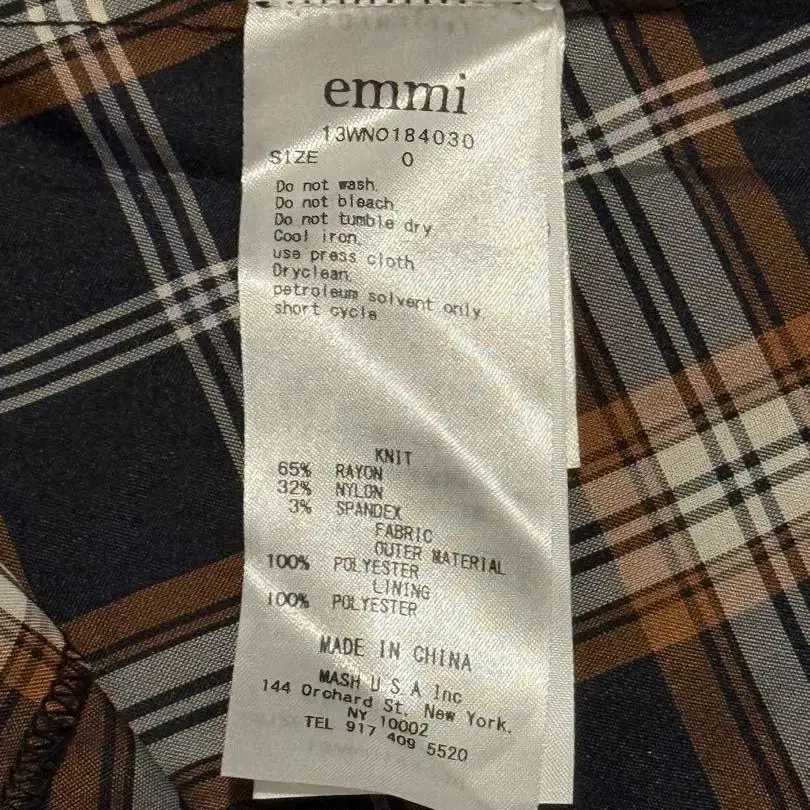 emmi
13WNO184030
SIZE 0
Do not wash.
Do not bleach
Do not tumble dry
Cool iron.
use press cloth
Dryclean.
petroleum solvent only.
short cycle
KNIT
65% RAYON
32% NYLON
3% SPANDEX
FABRIC
OUTER MATERIAL
100% POLYESTER
LINING
100% POLYESTER
MADE IN CHINA
MASH U S A Inc
144 Orchard St. New York.
NY 10002
TEL 917 409 5520